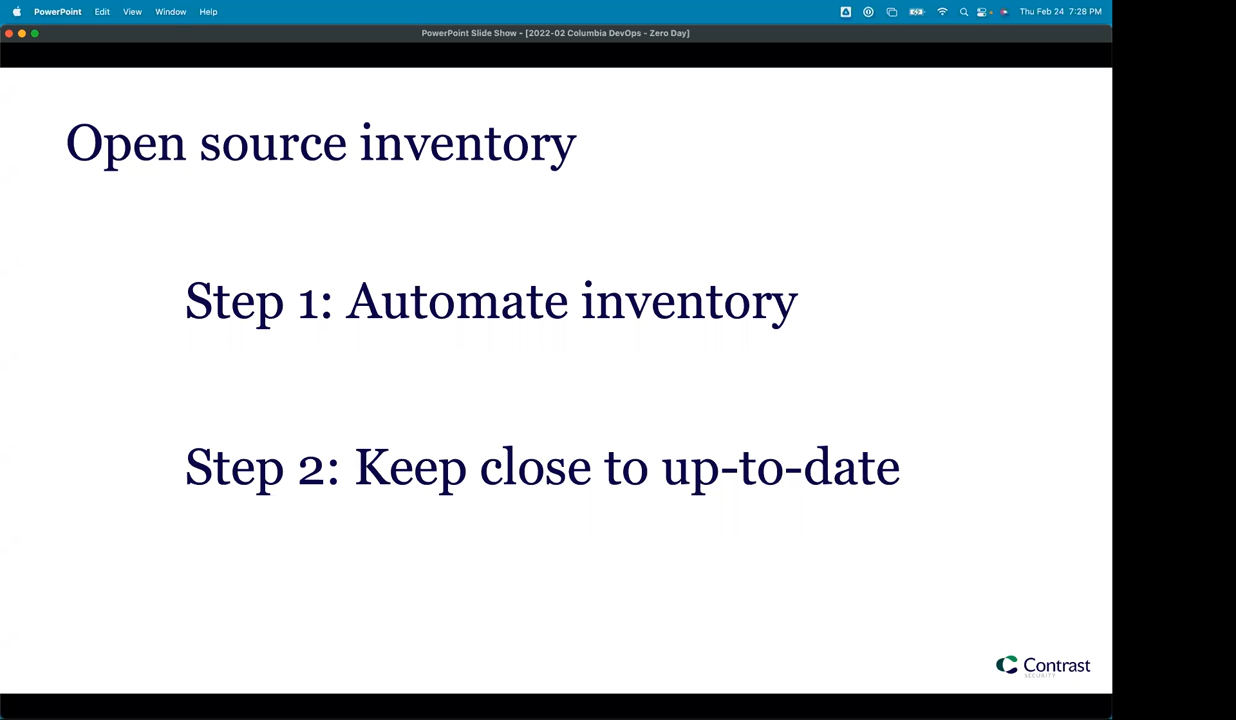 PowerPoint Edit View Window Help Thu Feb 24 7:28 PM
PowerPoint Slide Show - [2022-02 Columbia DevOps - Zero Day]
Open source inventory
Step 1: Automate inventory
Step 2: Keep close to up-to-date
Contrast
SECURITY